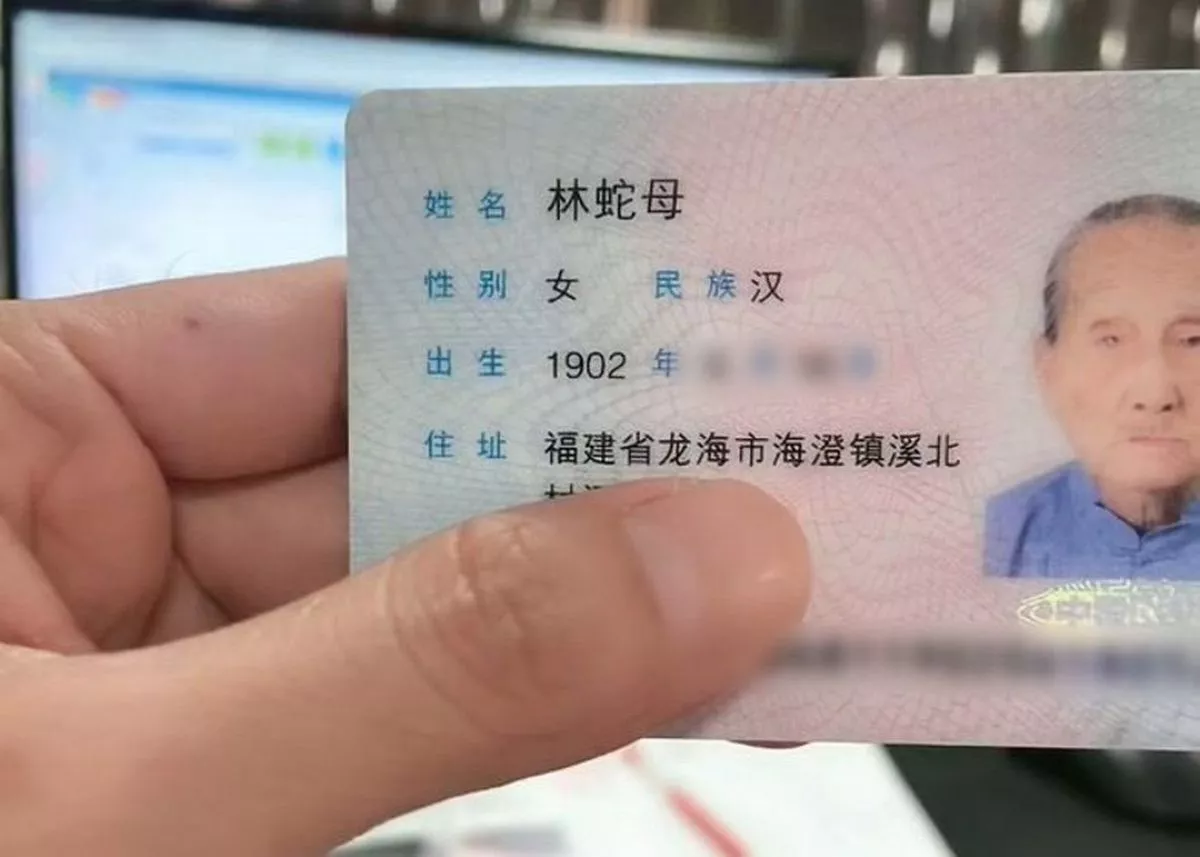 姓名 林蛇母
性别 女 民族 汉
出生 1902 年
住址 福建省龙海市海澄镇溪北
村